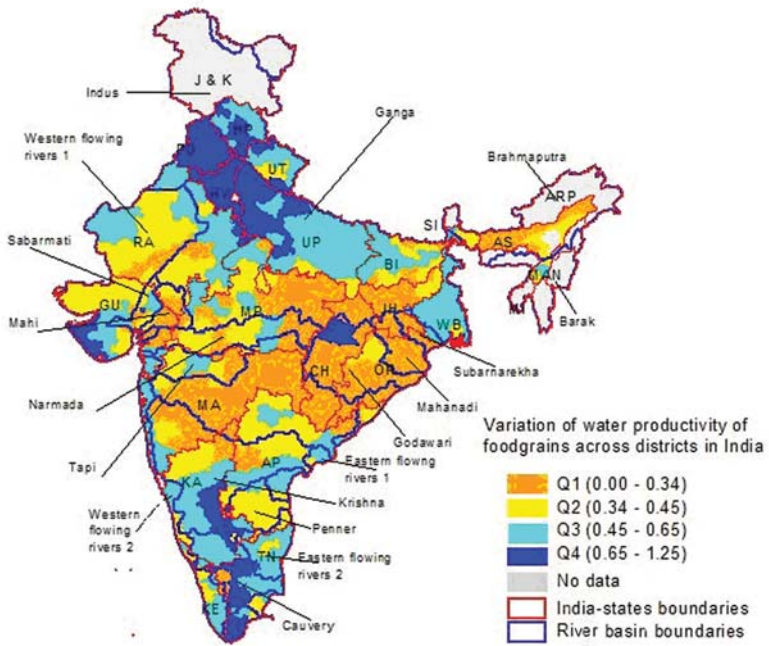 J & K
Indus
Ganga
Western flowing
rivers 1
HP
PU
UT
Brahmaputra
ARP
HA
Sabarmati
RA
SI
AS
UP
BI
MAN
GU
Mahi
MP
JH
WB
MI
Barak
Subarnarekha
CH
OR
Narmada
MA
Mahanadi
Godawari
Tapi
AP
Eastern flowng
rivers 1
KA
Krishna
Western
flowing
rivers 2
Penner
TN
Eastern flowing
rivers 2
KE
Cauvery
Variation of water productivity of
foodgrains across districts in India
Q1 (0.00 - 0.34)
Q2 (0.34 - 0.45)
Q3 (0.45 - 0.65)
Q4 (0.65 - 1.25)
No data
India-states boundaries
River basin boundaries